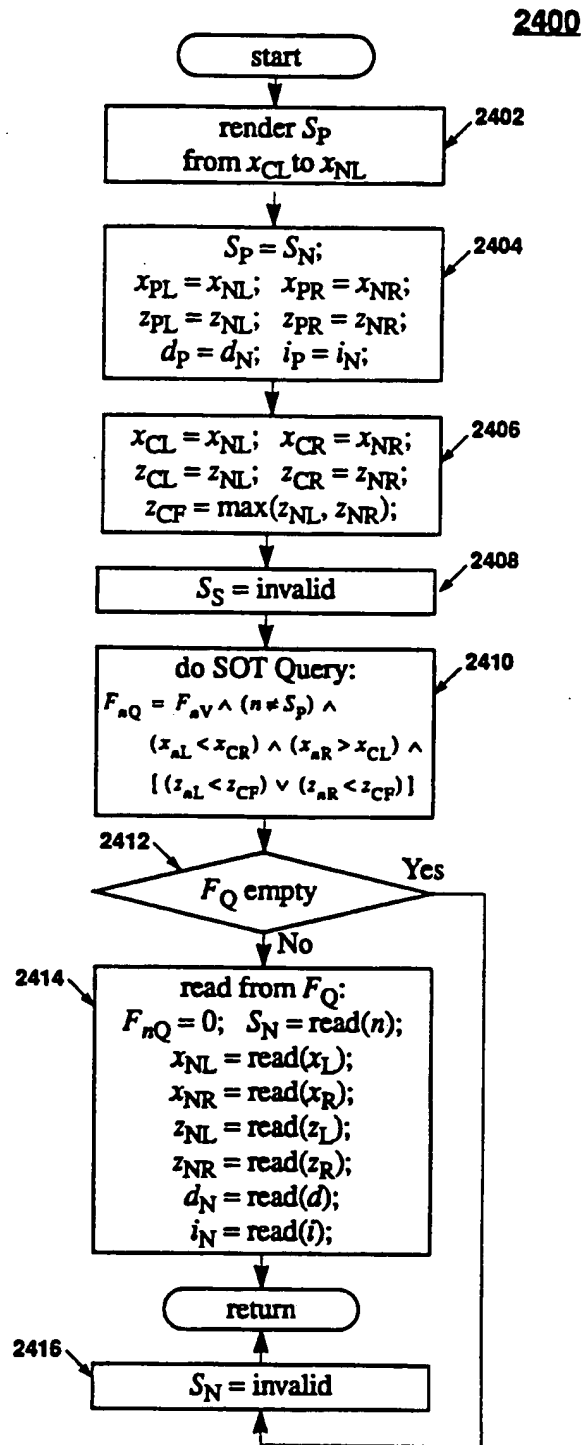 2400
start
2402
render S_P
from x_CL to x_NL
2404
S_P = S_N;
x_PL = x_NL; x_PR = x_NR;
z_PL = z_NL; z_PR = z_NR;
d_P = d_N; i_P = i_N;
2406
x_CL = x_NL; x_CR = x_NR;
z_CL = z_NL; z_CR = z_NR;
z_CF = max(z_NL, z_NR);
2408
S_S = invalid
2410
do SOT Query:
F_nQ = F_nV ∧ (n ≠ S_P) ∧
(x_nL < x_CR) ∧ (x_nR > x_CL) ∧
[(z_nL < z_CF) ∨ (z_nR < z_CF)]
2412
F_Q empty
Yes
No
2414
read from F_Q:
F_nQ = 0; S_N = read(n);
x_NL = read(x_L);
x_NR = read(x_R);
z_NL = read(z_L);
z_NR = read(z_R);
d_N = read(d);
i_N = read(i);
return
2416
S_N = invalid